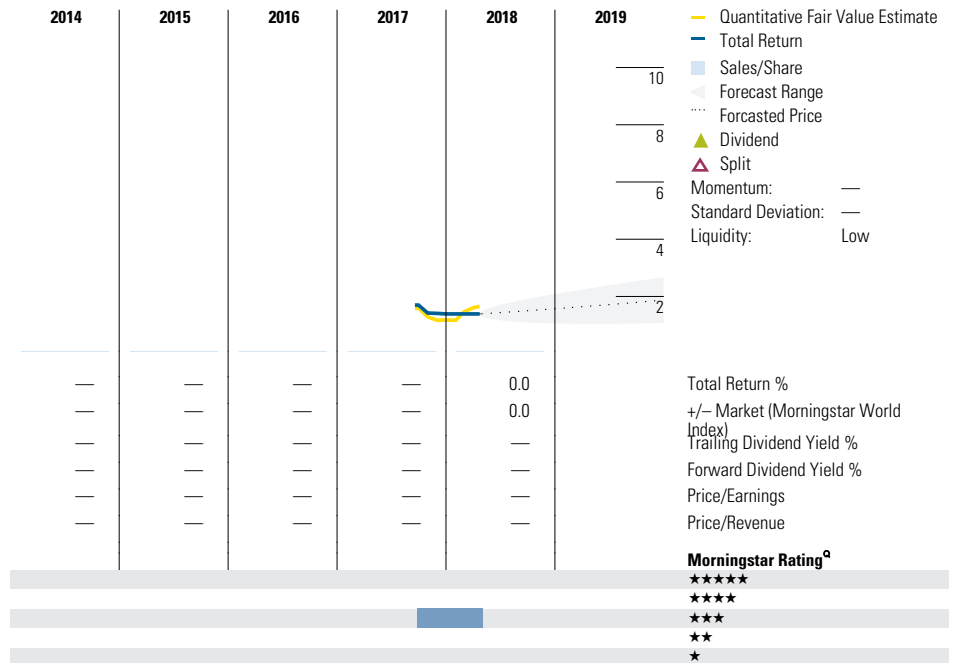 2014 2015 2016 2017 2018 2019
Quantitative Fair Value Estimate
Total Return
Sales/Share
Forecast Range
Forcasted Price
Dividend
Split
Momentum: —
Standard Deviation: —
Liquidity: Low
10
8
6
4
2
— — — — 0.0 Total Return %
— — — — 0.0 +/– Market (Morningstar World
Index)
— — — — — Trailing Dividend Yield %
— — — — — Forward Dividend Yield %
— — — — — Price/Earnings
— — — — — Price/Revenue
Morningstar Rating Q
★★★★★
★★★★
★★★
★★
★